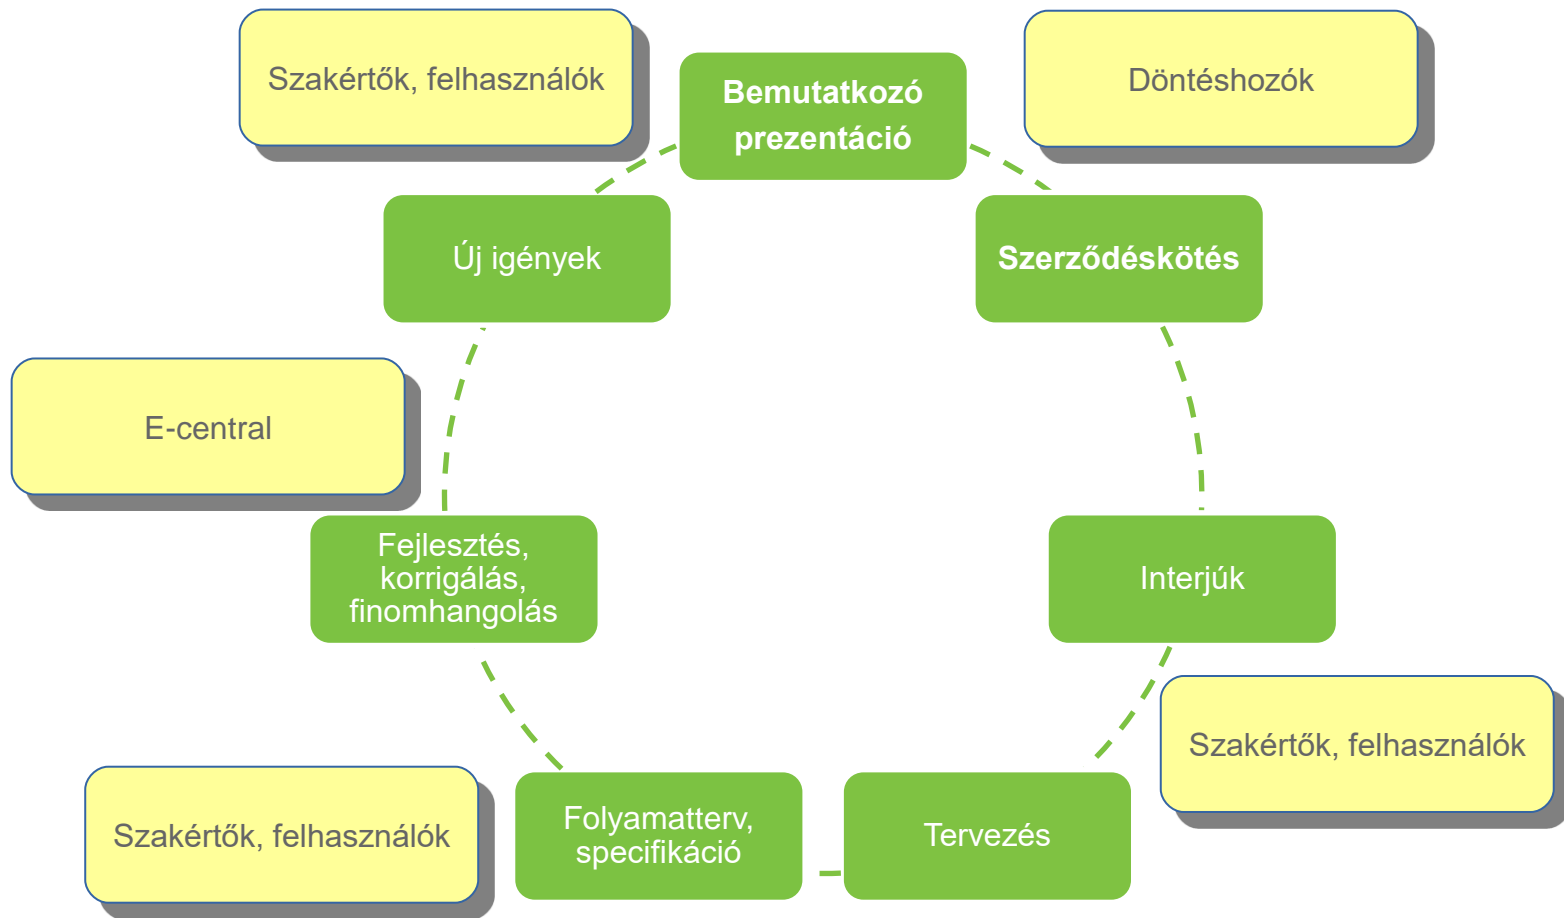 Szakértők, felhasználók
Bemutatkozó
prezentáció
Döntéshozók
Új igények
Szerződéskötés
E-central
Fejlesztés,
korrigálás,
finomhangolás
Interjúk
Szakértők, felhasználók
Szakértők, felhasználók
Folyamatterv,
specifikáció
Tervezés